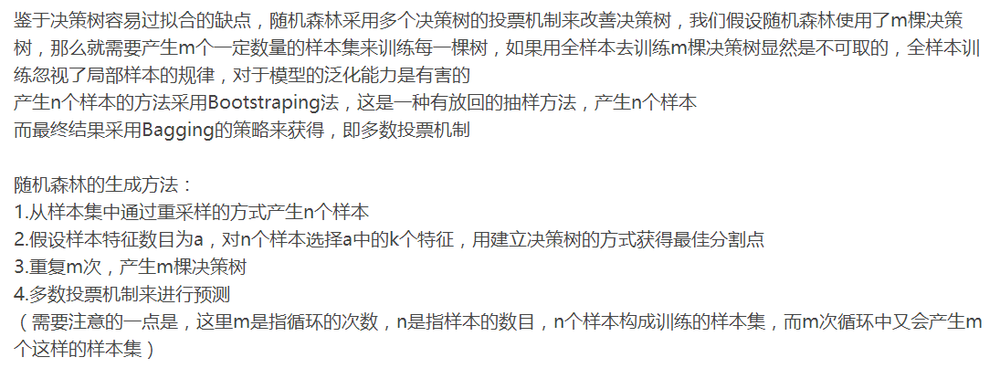 鉴于决策树容易过拟合的缺点，随机森林采用多个决策树的投票机制来改善决策树，我们假设随机森林使用了m棵决策
树，那么就需要产生m个一定数量的样本集来训练每一棵树，如果用全样本去训练m棵决策树显然是不可取的，全样本训
练忽视了局部样本的规律，对于模型的泛化能力是有害的
产生n个样本的方法采用Bootstraping法，这是一种有放回的抽样方法，产生n个样本
而最终结果采用Bagging的策略来获得，即多数投票机制
随机森林的生成方法：
1.从样本集中通过重采样的方式产生n个样本
2.假设样本特征数目为a，对n个样本选择a中的k个特征，用建立决策树的方式获得最佳分割点
3.重复m次，产生m棵决策树
4.多数投票机制来进行预测
（需要注意的一点是，这里m是指循环的次数，n是指样本的数目，n个样本构成训练的样本集，而m次循环中又会产生m
个这样的样本集）